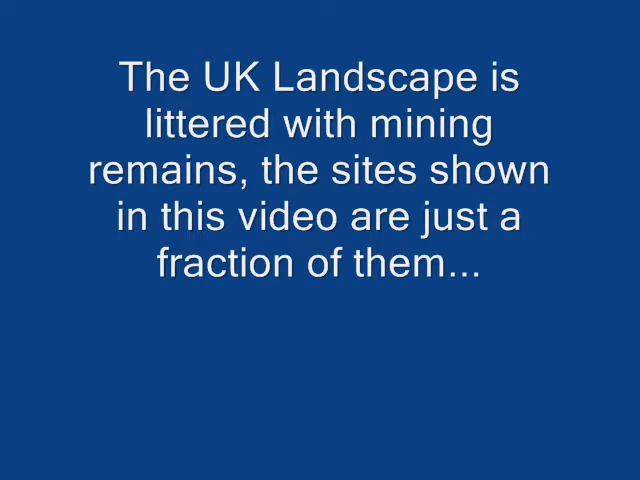 The UK Landscape is
littered with mining
remains, the sites shown
in this video are just a
fraction of them...